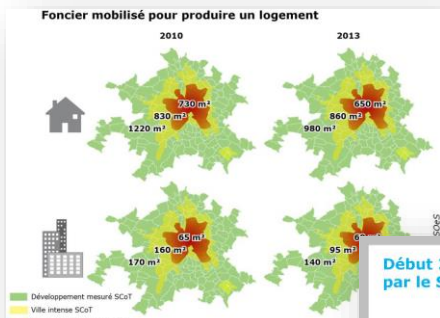 Foncier mobilisé pour produire un logement
2010
2013
730 m²
830 m²
1220 m²
650 m²
860 m²
980 m²
65 m²
160 m²
170 m²
95 m²
140 m²
SOeS
Développement mesuré SCoT
Ville intense SCoT
Début
par le